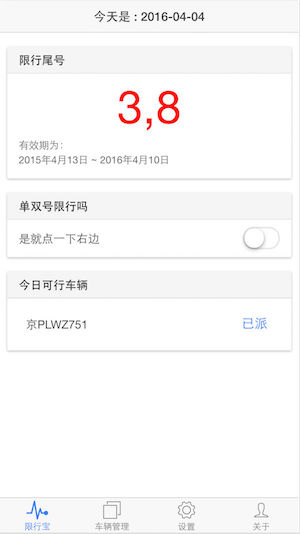 今天是 : 2016-04-04
限行尾号
3,8
有效期为：
2015年4月13日 ~ 2016年4月10日
单双号限行吗
是就点一下右边
今日可行车辆
京PLWZ751 已派
限行宝 车辆管理 设置 关于